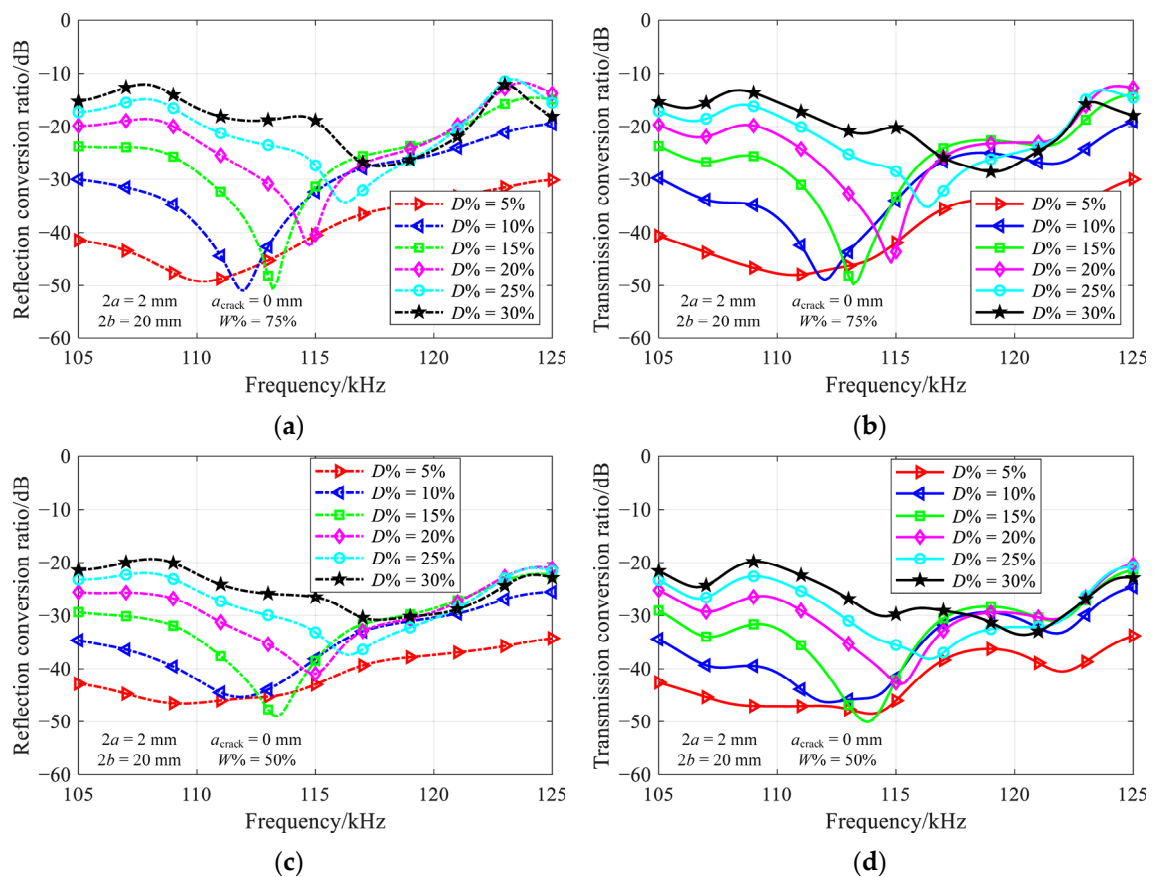 0
−10
−20
−30
−40
−50
−60
Reflection conversion ratio/dB
D% = 5%
D% = 10%
D% = 15%
D% = 20%
D% = 25%
D% = 30%
2a = 2 mm
2b = 20 mm
acrack = 0 mm
W% = 75%
105 110 115 120 125
Frequency/kHz
(a)
0
−10
−20
−30
−40
−50
−60
Transmission conversion ratio/dB
D% = 5%
D% = 10%
D% = 15%
D% = 20%
D% = 25%
D% = 30%
2a = 2 mm
2b = 20 mm
acrack = 0 mm
W% = 75%
105 110 115 120 125
Frequency/kHz
(b)
0
−10
−20
−30
−40
−50
−60
Reflection conversion ratio/dB
D% = 5%
D% = 10%
D% = 15%
D% = 20%
D% = 25%
D% = 30%
2a = 2 mm
2b = 20 mm
acrack = 0 mm
W% = 50%
105 110 115 120 125
Frequency/kHz
(c)
0
−10
−20
−30
−40
−50
−60
Transmission conversion ratio/dB
D% = 5%
D% = 10%
D% = 15%
D% = 20%
D% = 25%
D% = 30%
2a = 2 mm
2b = 20 mm
acrack = 0 mm
W% = 50%
105 110 115 120 125
Frequency/kHz
(d)